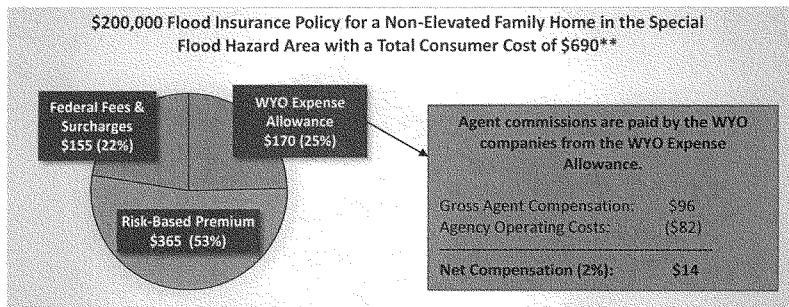 $200,000 Flood Insurance Policy for a Non-Elevated Family Home in the Special
Flood Hazard Area with a Total Consumer Cost of $690**
Federal Fees &
Surcharges
$155 (22%)
WYO Expense
Allowance
$170 (25%)
Risk-Based Premium
$365 (53%)
Agent commissions are paid by the WYO
companies from the WYO Expense
Allowance.
Gross Agent Compensation: $96
Agency Operating Costs: ($82)
Net Compensation (2%): $14